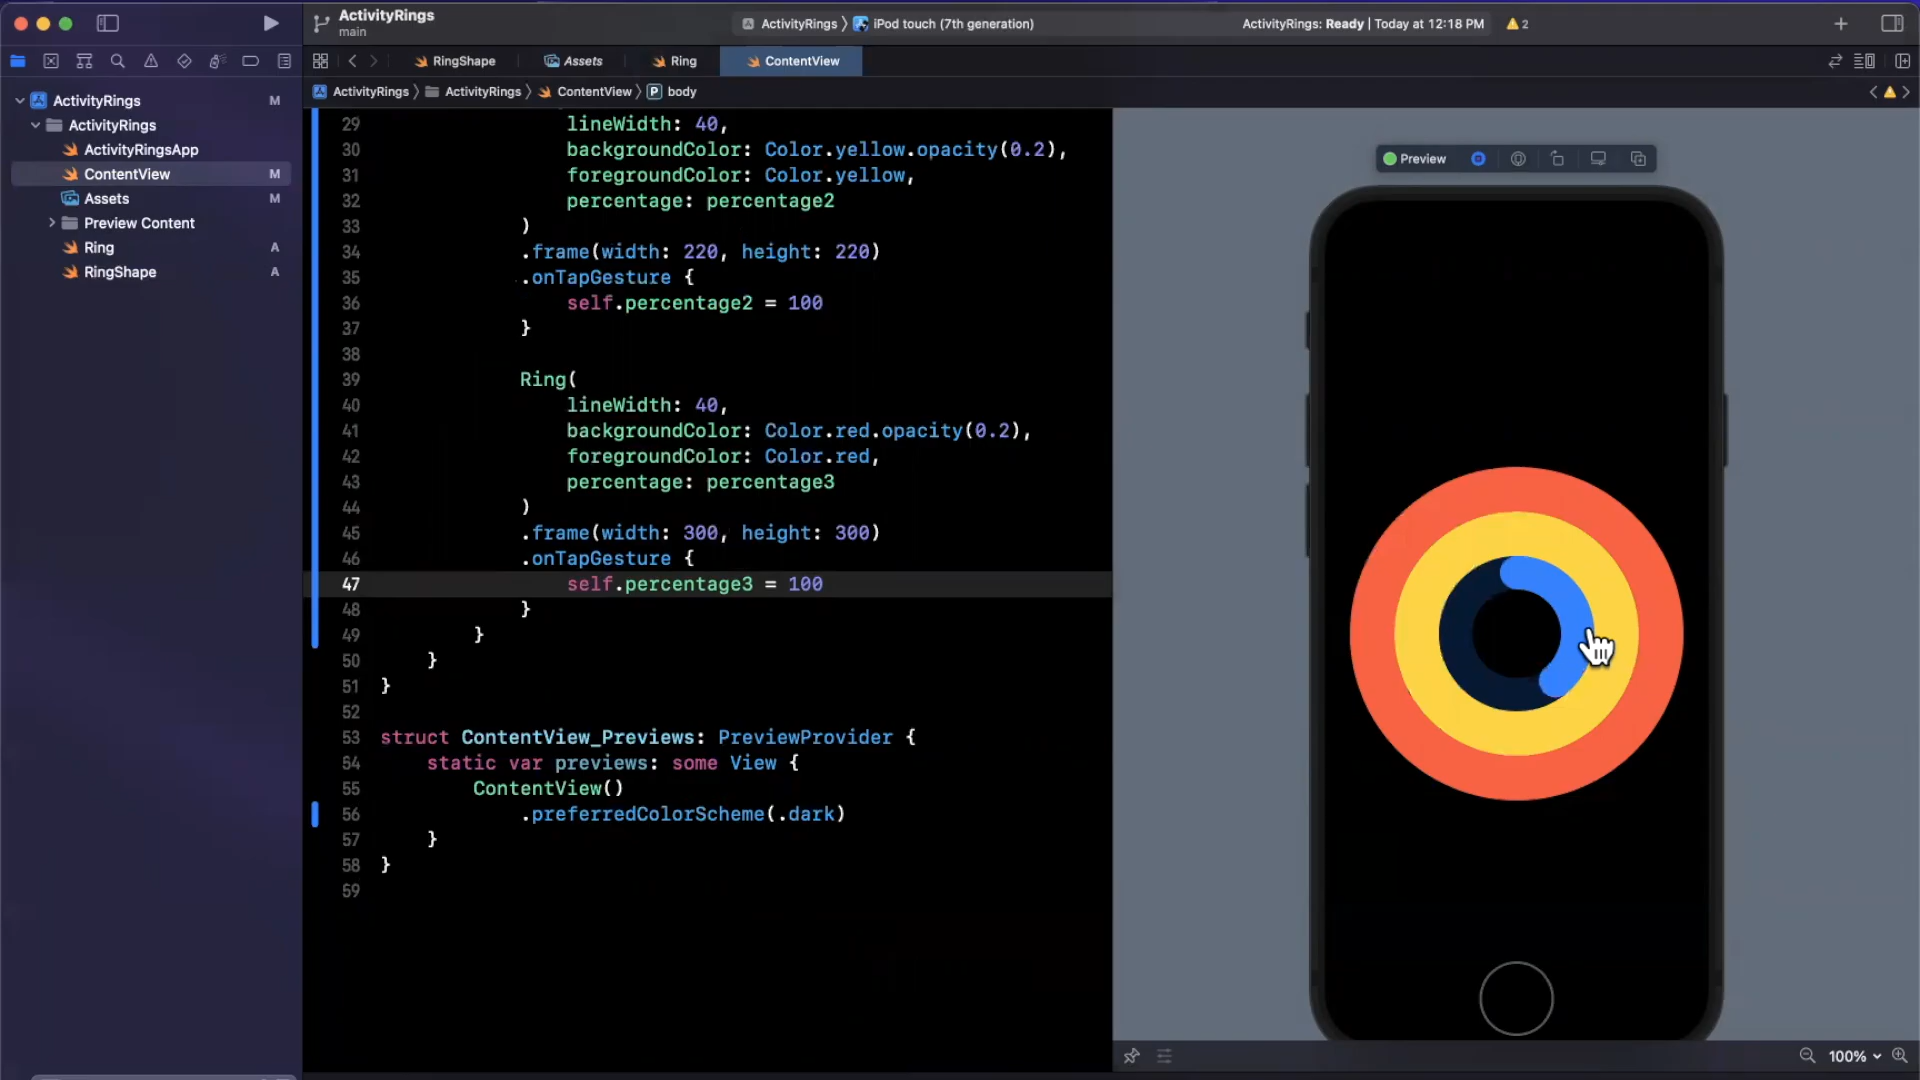 ActivityRings
main
ActivityRings 〉 iPod touch (7th generation)
ActivityRings: Ready | Today at 12:18 PM
2
RingShape
Assets
Ring
ContentView
ActivityRings 〉 ActivityRings 〉 ContentView 〉 P body
ActivityRings M
ActivityRings
ActivityRingsApp
ContentView M
Assets M
Preview Content
Ring A
RingShape A
29 lineWidth: 40,
30 backgroundColor: Color.yellow.opacity(0.2),
31 foregroundColor: Color.yellow,
32 percentage: percentage2
33 )
34 .frame(width: 220, height: 220)
35 .onTapGesture {
36 self.percentage2 = 100
37 }
38
39 Ring(
40 lineWidth: 40,
41 backgroundColor: Color.red.opacity(0.2),
42 foregroundColor: Color.red,
43 percentage: percentage3
44 )
45 .frame(width: 300, height: 300)
46 .onTapGesture {
47 self.percentage3 = 100
48 }
49 }
50 }
51 }
52
53 struct ContentView_Previews: PreviewProvider {
54 static var previews: some View {
55 ContentView()
56 .preferredColorScheme(.dark)
57 }
58 }
59
Preview
100%